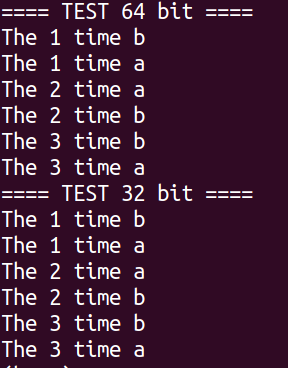 ==== TEST 64 bit ====
The 1 time b
The 1 time a
The 2 time a
The 2 time b
The 3 time b
The 3 time a
==== TEST 32 bit ====
The 1 time b
The 1 time a
The 2 time a
The 2 time b
The 3 time b
The 3 time a